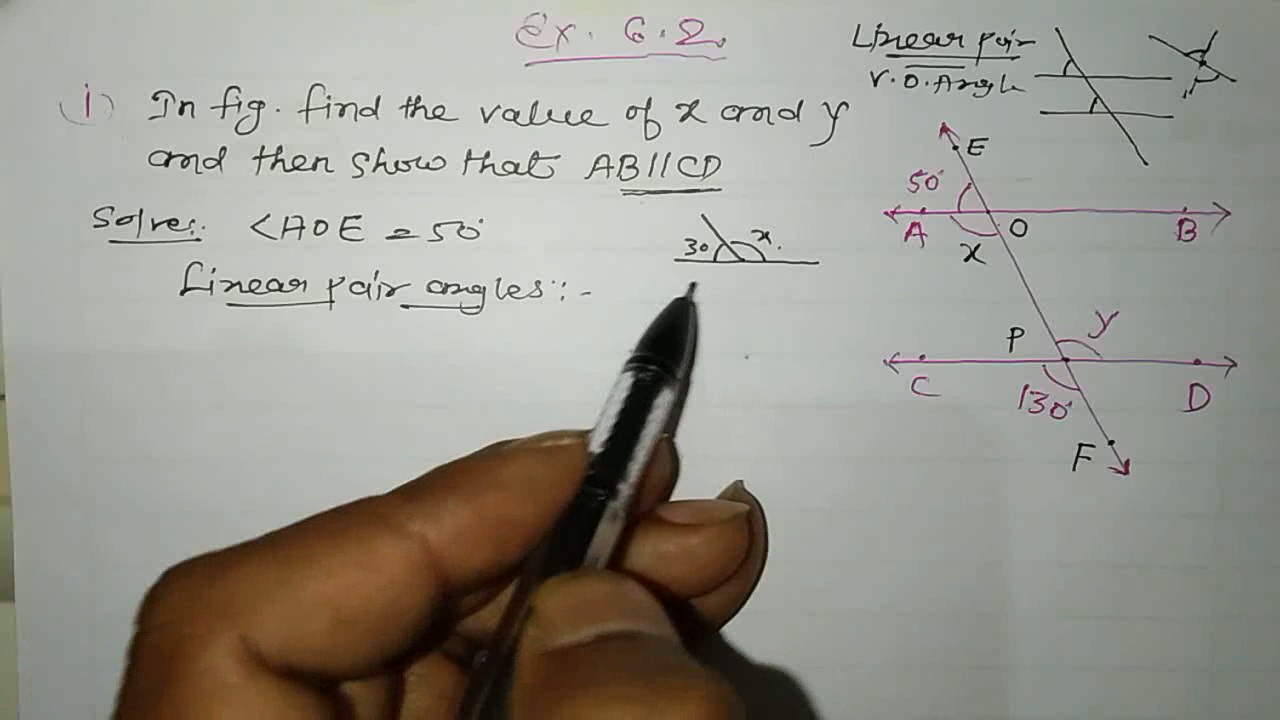 Ex. 6.2.
Linear pair
V.O.Angle
(i) In fig. find the value of x and y
and then show that AB//CD
Solve:. <AOE = 50°
Linear pair angles:-
30 x.
E
50°
A O B
x
P y
C D
130°
F